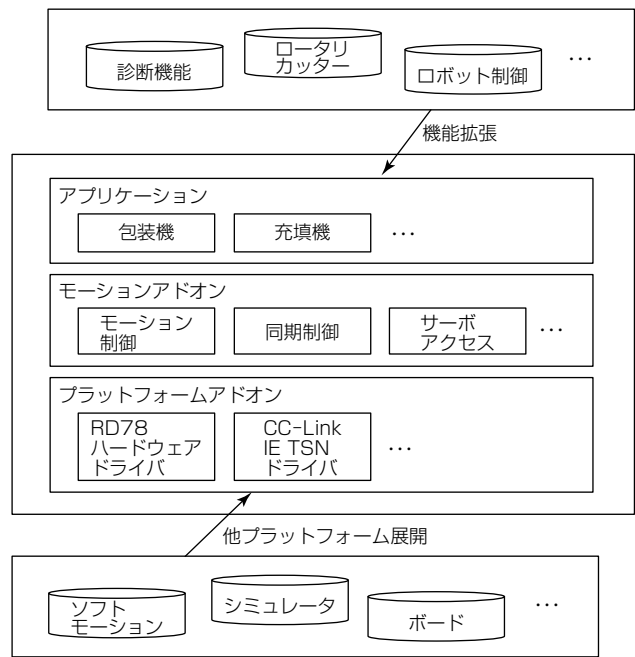 診断機能
ロータリ
カッター
ロボット制御
…
機能拡張
アプリケーション
包装機
充填機
…
モーションアドオン
モーション
制御
同期制御
サーボ
アクセス
…
プラットフォームアドオン
RD78
ハードウェア
ドライバ
CC-Link
IE TSN
ドライバ
…
他プラットフォーム展開
ソフト
モーション
シミュレータ
ボード
…